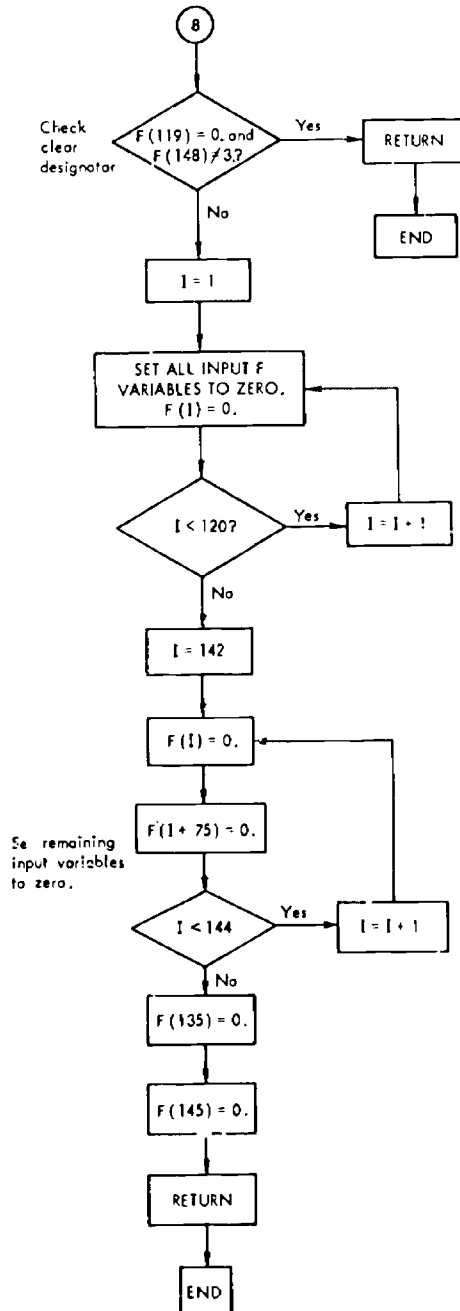 8
Check
clear
designator
F(119) = 0. and
F(148) ≠ 3.?
Yes
RETURN
END
No
I = 1
SET ALL INPUT F
VARIABLES TO ZERO.
F(I) = 0.
I < 120?
Yes
I = I + 1
No
I = 142
F(I) = 0.
F(I + 75) = 0.
Se remaining
input variables
to zero.
I < 144
Yes
I = I + 1
No
F(135) = 0.
F(145) = 0.
RETURN
END